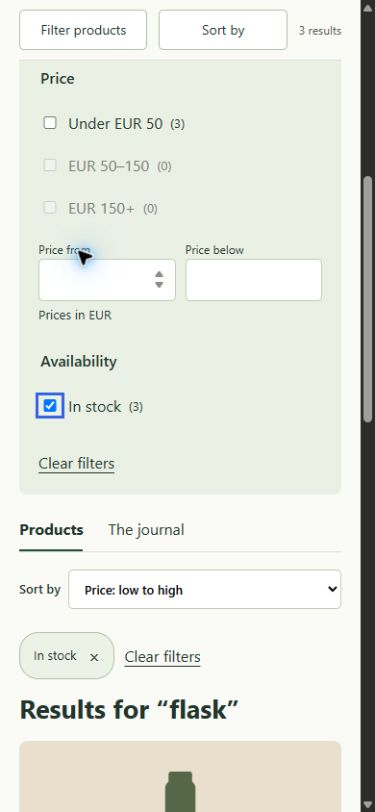 Filter products
Sort by
3 results
Price
Under EUR 50 (3)
EUR 50–150 (0)
EUR 150+ (0)
Price from
Price below
Prices in EUR
Availability
In stock (3)
Clear filters
Products
The journal
Sort by
Price: low to high
In stock ×
Clear filters
Results for “flask”